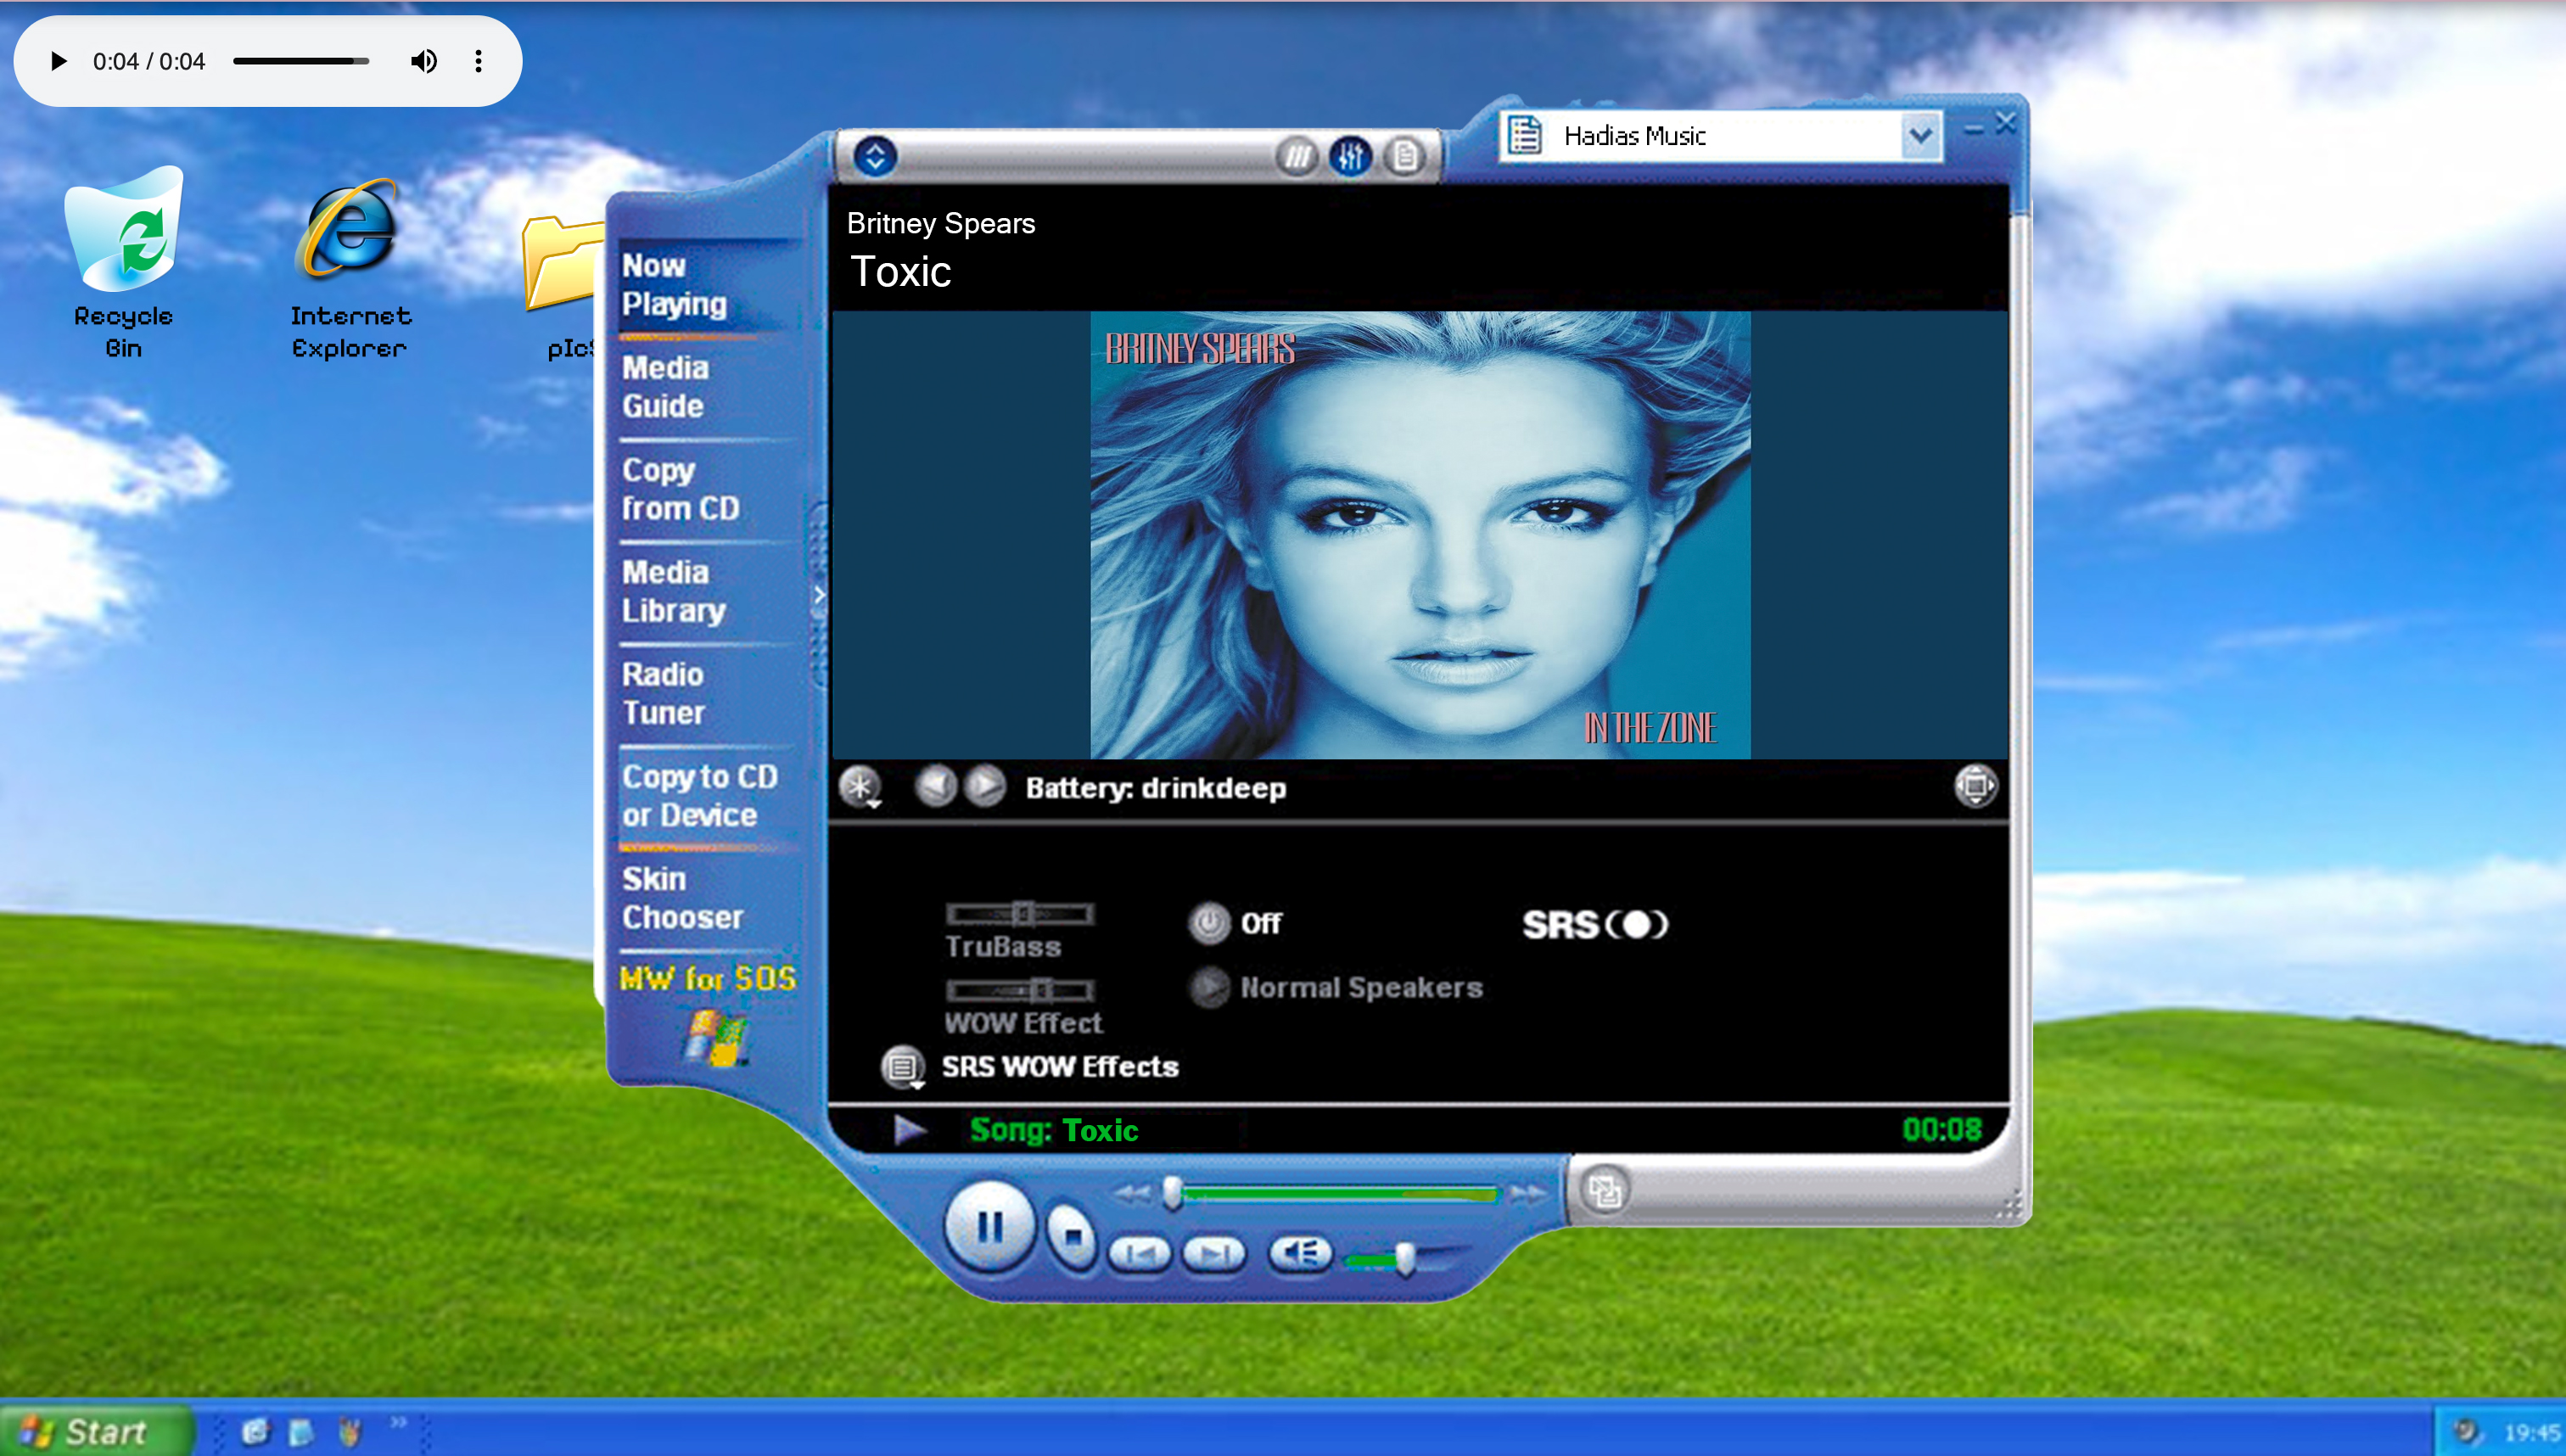 0:04 / 0:04
Hadias Music
Recycle
Bin
Internet
Explorer
Now
Playing
Media
Guide
Copy
from CD
Media
Library
Radio
Tuner
Copy to CD
or Device
Skin
Chooser
MW for SOS
Britney Spears
Toxic
BRITNEY SPEARS
IN THE ZONE
Battery: drinkdeep
TruBass
Off
SRS
WOW Effect
Normal Speakers
SRS WOW Effects
Song: Toxic
00:08
Start
19:45